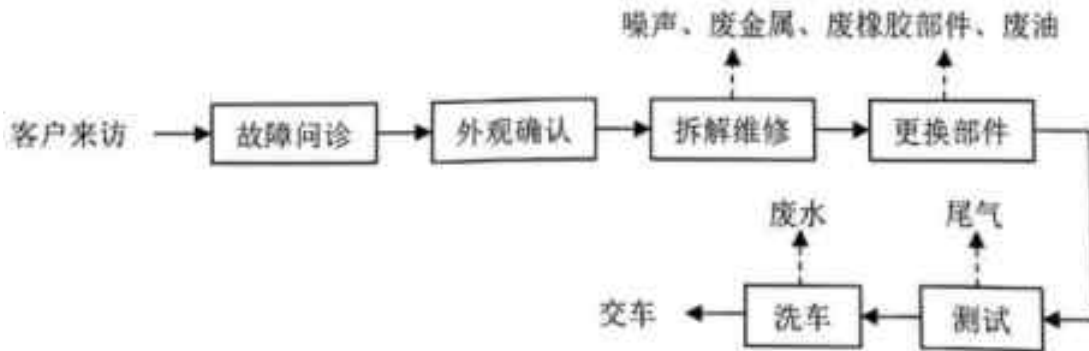 噪声、废金属、废橡胶部件、废油
客户来访 故障问诊 外观确认 拆解维修 更换部件
废水 尾气
交车 洗车 测试